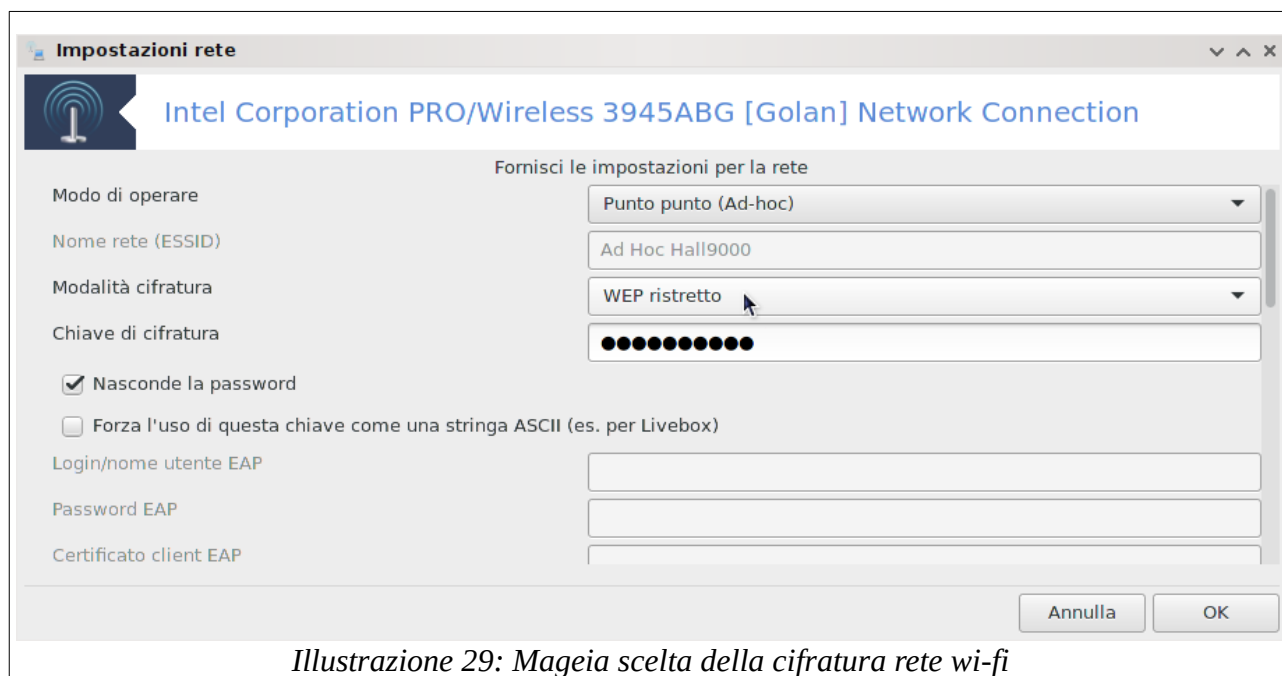 Impostazioni rete
Intel Corporation PRO/Wireless 3945ABG [Golan] Network Connection
Fornisci le impostazioni per la rete
Modo di operare
Punto punto (Ad-hoc)
Nome rete (ESSID)
Ad Hoc Hall9000
Modalità cifratura
WEP ristretto
Chiave di cifratura
●●●●●●●●●●
Nasconde la password
Forza l'uso di questa chiave come una stringa ASCII (es. per Livebox)
Login/nome utente EAP
Password EAP
Certificato client EAP
Annulla
OK
Illustrazione 29: Mageia scelta della cifratura rete wi-fi